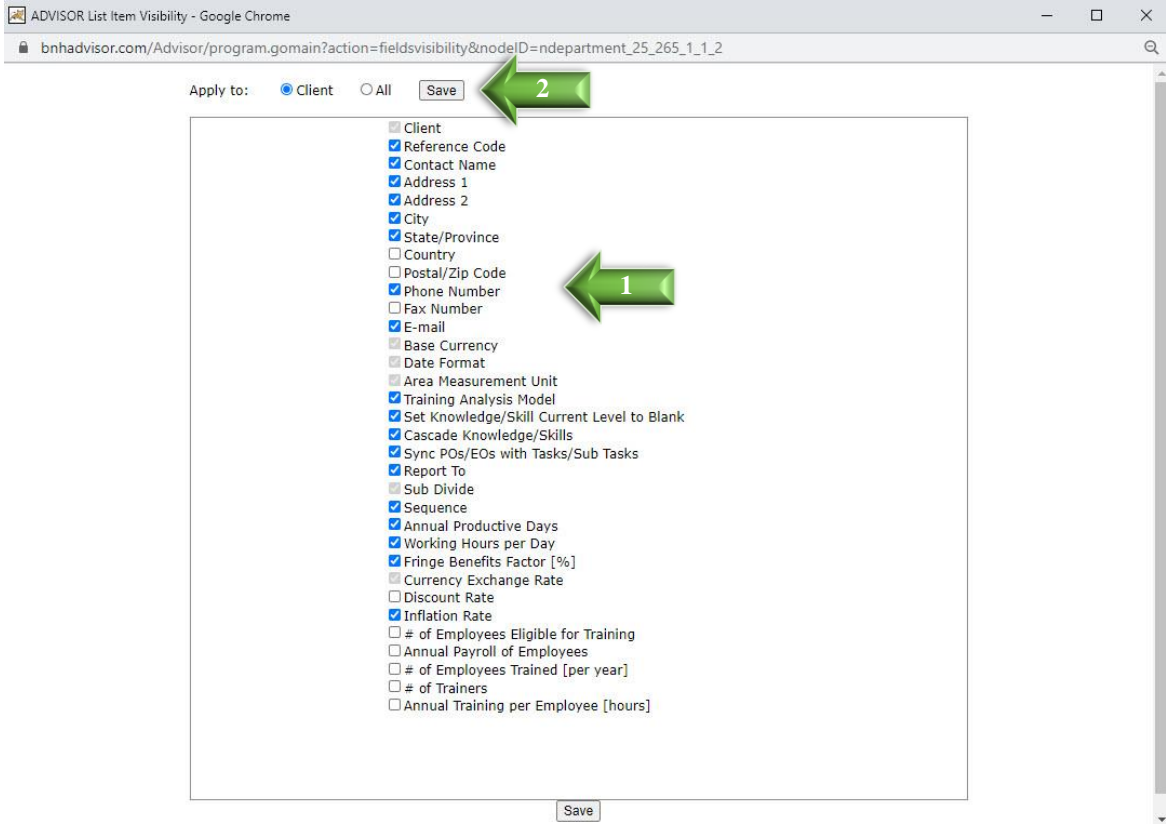 ADVISOR List Item Visibility - Google Chrome
bnhadvisor.com/Advisor/program.gomain?action=fieldsvisibility&nodeID=ndepartment_25_265_1_1_2
Apply to: Client All Save 2
Client
Reference Code
Contact Name
Address 1
Address 2
City
State/Province
Country
Postal/Zip Code
Phone Number 1
Fax Number
E-mail
Base Currency
Date Format
Area Measurement Unit
Training Analysis Model
Set Knowledge/Skill Current Level to Blank
Cascade Knowledge/Skills
Sync POs/EOs with Tasks/Sub Tasks
Report To
Sub Divide
Sequence
Annual Productive Days
Working Hours per Day
Fringe Benefits Factor [%]
Currency Exchange Rate
Discount Rate
Inflation Rate
# of Employees Eligible for Training
Annual Payroll of Employees
# of Employees Trained [per year]
# of Trainers
Annual Training per Employee [hours]
Save